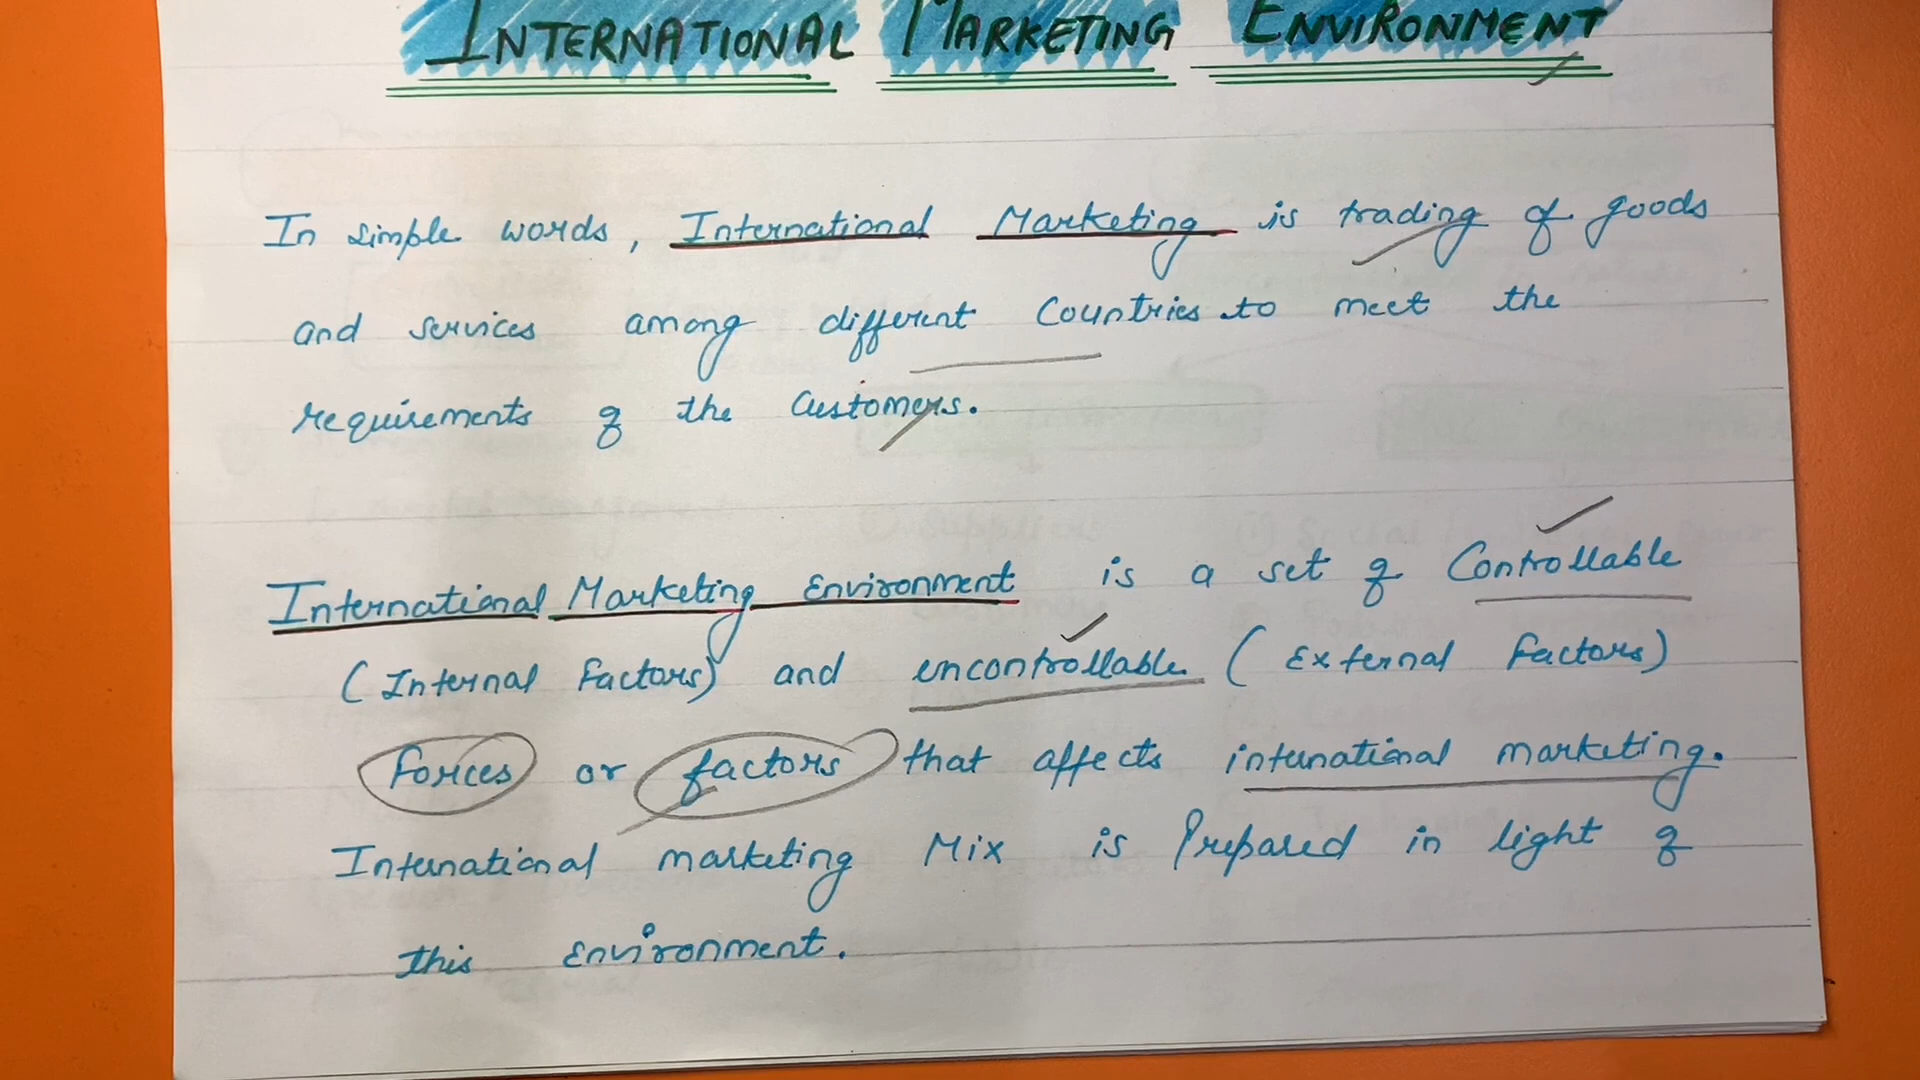 INTERNATIONAL MARKETING ENVIRONMENT
In simple words, International Marketing is trading of goods
and services among different Countries to meet the
requirements of the Customers.
International Marketing Environment is a set of Controllable
(Internal Factors) and encontrollable (External Factors)
Forces or factors that affects international marketing.
International marketing Mix is Prepared in light of
this Environment.